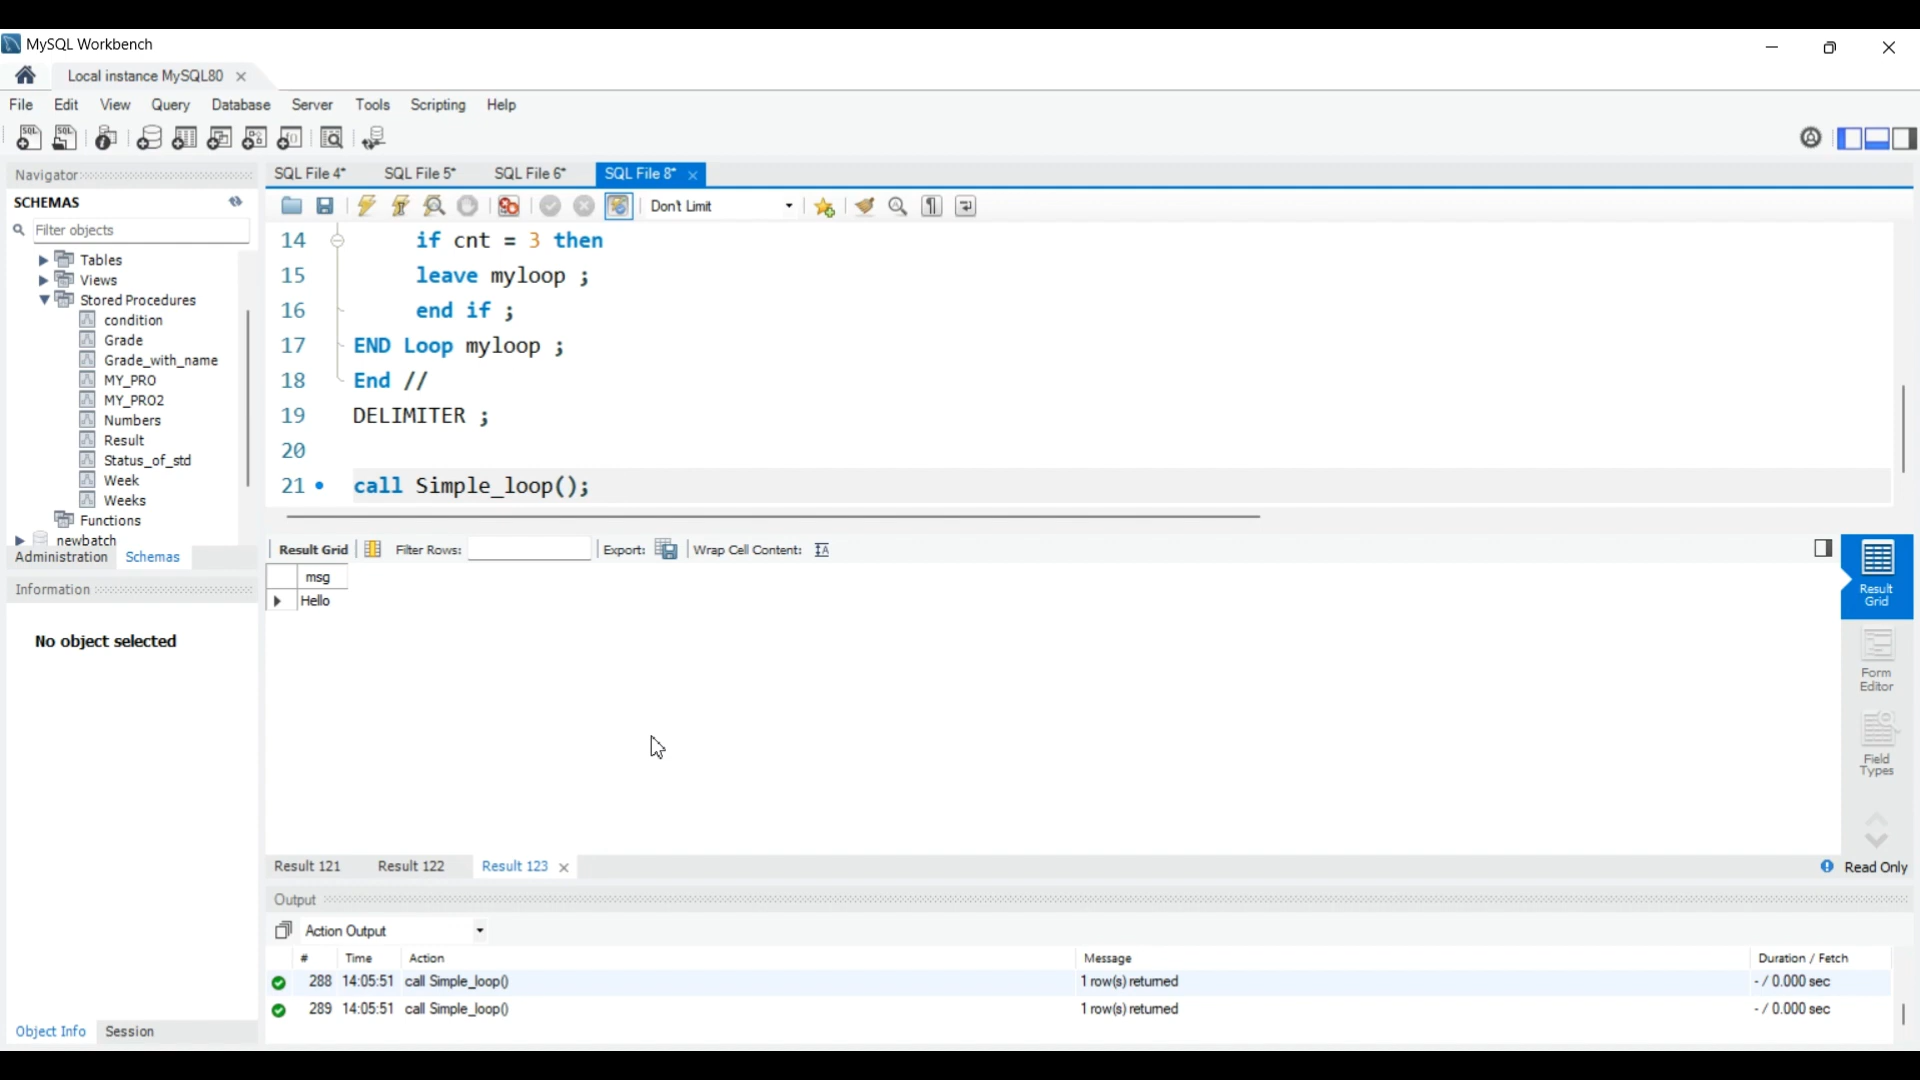 MySQL Workbench
Local instance MySQL80
File Edit View Query Database Server Tools Scripting Help
Navigator
SCHEMAS
Filter objects
Tables
Views
Stored Procedures
condition
Grade
Grade_with_name
MY_PRO
MY_PRO2
Numbers
Result
Status_of_std
Week
Weeks
Functions
newbatch
Administration Schemas
Information
No object selected
Object Info Session
SQL File 4* SQL File 5* SQL File 6* SQL File 8*
Don't Limit
14 if cnt = 3 then
15 leave myloop ;
16 end if ;
17 END Loop myloop ;
18 End //
19 DELIMITER ;
20
21 call Simple_loop();
Result Grid Filter Rows: Export: Wrap Cell Content:
msg
Hello
Result Grid
Form Editor
Field Types
Result 121 Result 122 Result 123
Read Only
Output
Action Output
# Time Action Message Duration / Fetch
288 14:05:51 call Simple_loop() 1 row(s) returned - / 0.000 sec
289 14:05:51 call Simple_loop() 1 row(s) returned - / 0.000 sec